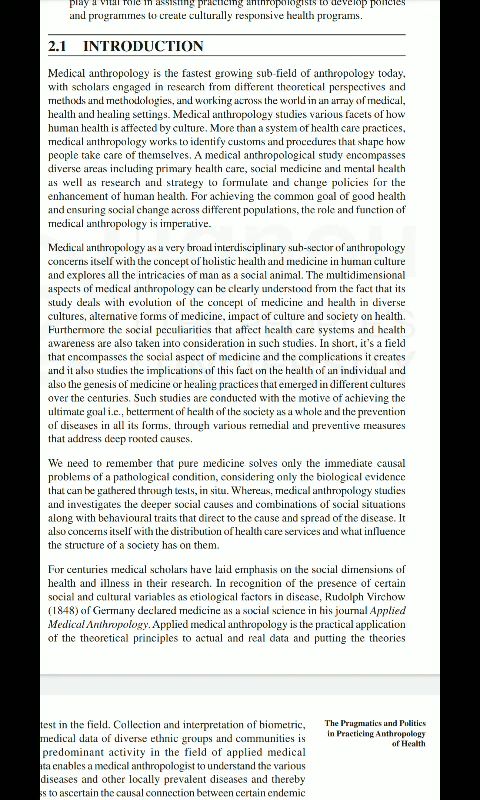 play a vital role in assisting practicing anthropologists to develop policies
and programmes to create culturally responsive health programs.
2.1 INTRODUCTION
Medical anthropology is the fastest growing sub-field of anthropology today,
with scholars engaged in research from different theoretical perspectives and
methods and methodologies, and working across the world in an array of medical,
health and healing settings. Medical anthropology studies various facets of how
human health is affected by culture. More than a system of health care practices,
medical anthropology works to identify customs and procedures that shape how
people take care of themselves. A medical anthropological study encompasses
diverse areas including primary health care, social medicine and mental health
as well as research and strategy to formulate and change policies for the
enhancement of human health. For achieving the common goal of good health
and ensuring social change across different populations, the role and function of
medical anthropology is imperative.
Medical anthropology as a very broad interdisciplinary sub-sector of anthropology
concerns itself with the concept of holistic health and medicine in human culture
and explores all the intricacies of man as a social animal. The multidimensional
aspects of medical anthropology can be clearly understood from the fact that its
study deals with evolution of the concept of medicine and health in diverse
cultures, alternative forms of medicine, impact of culture and society on health.
Furthermore the social peculiarities that affect health care systems and health
awareness are also taken into consideration in such studies. In short, it's a field
that encompasses the social aspect of medicine and the complications it creates
and it also studies the implications of this fact on the health of an individual and
also the genesis of medicine or healing practices that emerged in different cultures
over the centuries. Such studies are conducted with the motive of achieving the
ultimate goal i.e., betterment of health of the society as a whole and the prevention
of diseases in all its forms, through various remedial and preventive measures
that address deep rooted causes.
We need to remember that pure medicine solves only the immediate causal
problems of a pathological condition, considering only the biological evidence
that can be gathered through tests, in situ. Whereas, medical anthropology studies
and investigates the deeper social causes and combinations of social situations
along with behavioural traits that direct to the cause and spread of the disease. It
also concerns itself with the distribution of health care services and what influence
the structure of a society has on them.
For centuries medical scholars have laid emphasis on the social dimensions of
health and illness in their research. In recognition of the presence of certain
social and cultural variables as etiological factors in disease, Rudolph Virchow
(1848) of Germany declared medicine as a social science in his journal Applied
Medical Anthropology. Applied medical anthropology is the practical application
of the theoretical principles to actual and real data and putting the theories
test in the field. Collection and interpretation of biometric,
medical data of diverse ethnic groups and communities is
predominant activity in the field of applied medical
enables a medical anthropologist to understand the various
diseases and other locally prevalent diseases and thereby
to ascertain the causal connection between certain endemic
The Pragmatics and Politics
in Practicing Anthropology
of Health